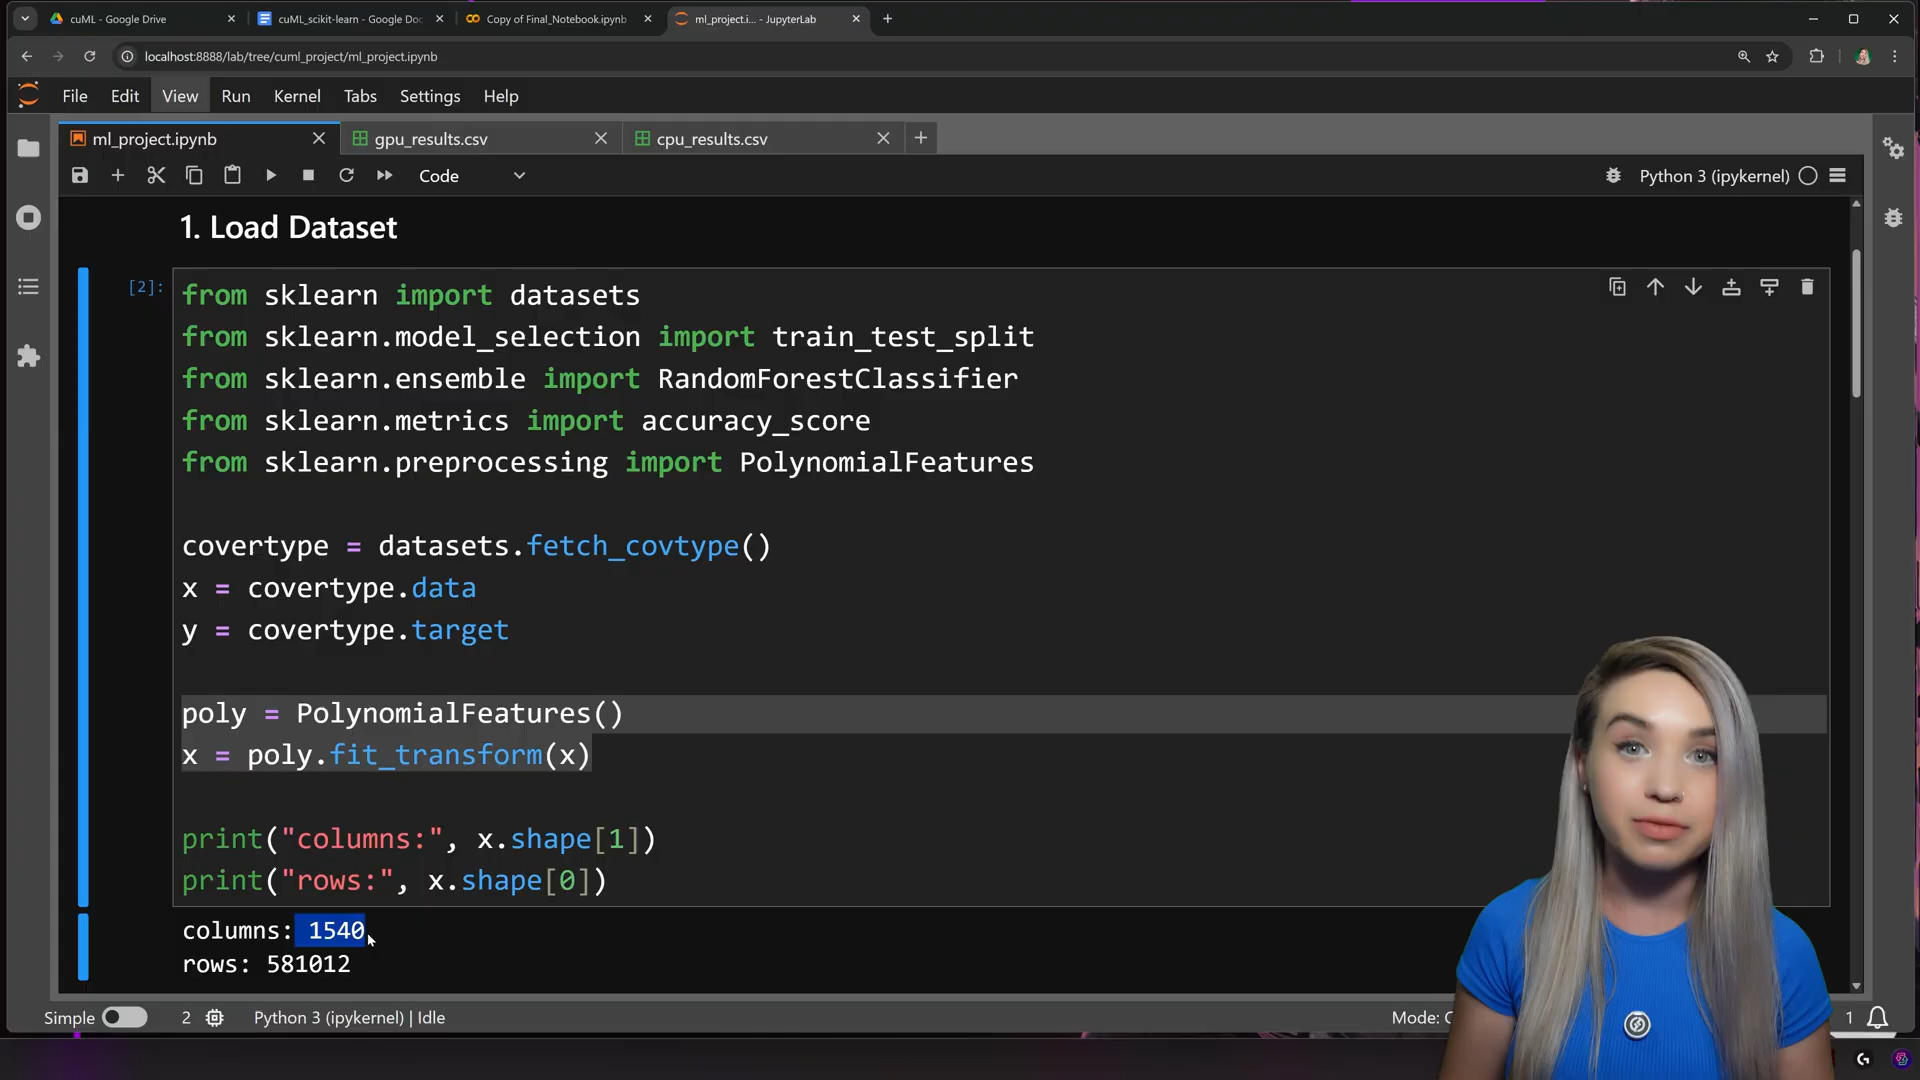 cuML - Google Drive
cuML_scikit-learn - Google Doc
Copy of Final_Notebook.ipynb
ml_project.i... - JupyterLab
localhost:8888/lab/tree/cuml_project/ml_project.ipynb
File Edit View Run Kernel Tabs Settings Help
ml_project.ipynb
gpu_results.csv
cpu_results.csv
Code
Python 3 (ipykernel)
1. Load Dataset
[2]:
from sklearn import datasets
from sklearn.model_selection import train_test_split
from sklearn.ensemble import RandomForestClassifier
from sklearn.metrics import accuracy_score
from sklearn.preprocessing import PolynomialFeatures
covertype = datasets.fetch_covtype()
x = covertype.data
y = covertype.target
poly = PolynomialFeatures()
x = poly.fit_transform(x)
print("columns:", x.shape[1])
print("rows:", x.shape[0])
columns: 1540
rows: 581012
Simple
2
Python 3 (ipykernel) | Idle
Mode: C
1